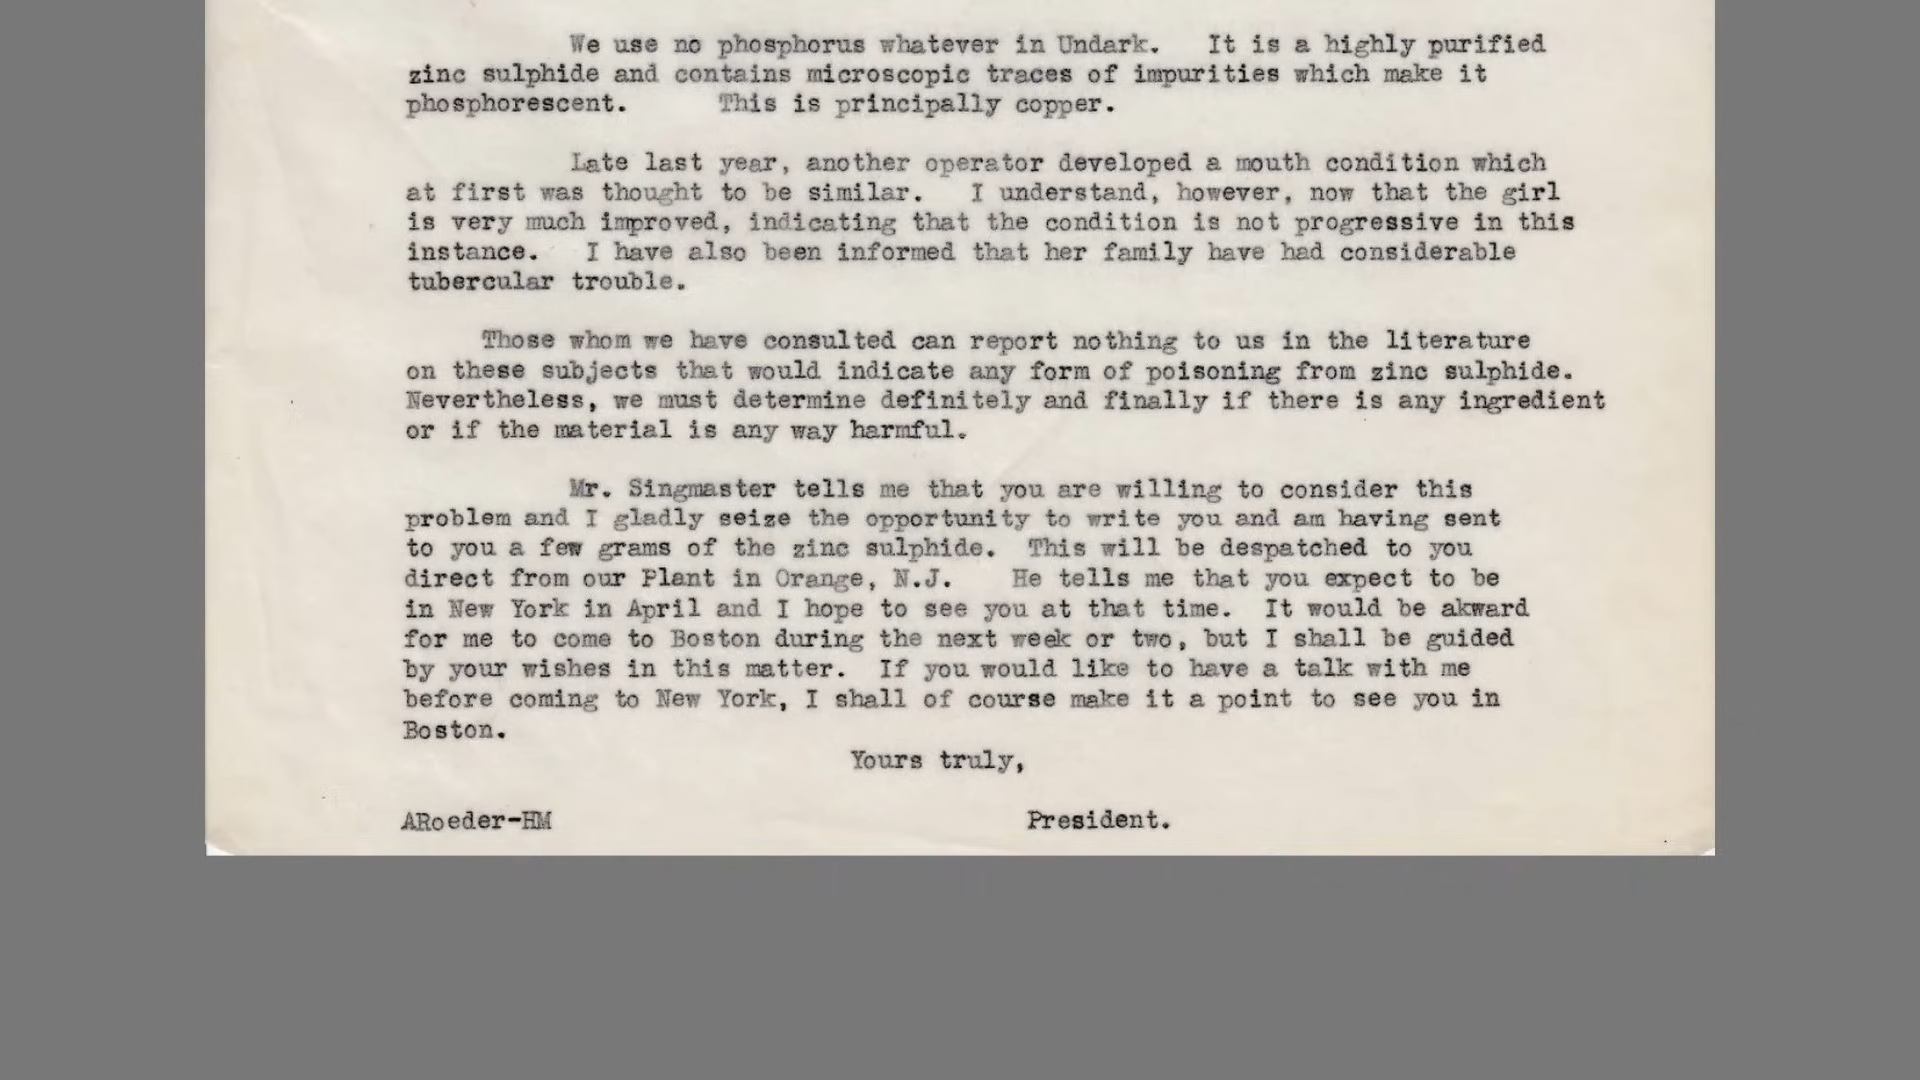 We use no phosphorus whatever in Undark. It is a highly purified
zinc sulphide and contains microscopic traces of impurities which make it
phosphorescent. This is principally copper.
Late last year, another operator developed a mouth condition which
at first was thought to be similar. I understand, however, now that the girl
is very much improved, indicating that the condition is not progressive in this
instance. I have also been informed that her family have had considerable
tubercular trouble.
Those whom we have consulted can report nothing to us in the literature
on these subjects that would indicate any form of poisoning from zinc sulphide.
Nevertheless, we must determine definitely and finally if there is any ingredient
or if the material is any way harmful.
Mr. Singmaster tells me that you are willing to consider this
problem and I gladly seize the opportunity to write you and am having sent
to you a few grams of the zinc sulphide. This will be despatched to you
direct from our Plant in Orange, N.J. He tells me that you expect to be
in New York in April and I hope to see you at that time. It would be akward
for me to come to Boston during the next week or two, but I shall be guided
by your wishes in this matter. If you would like to have a talk with me
before coming to New York, I shall of course make it a point to see you in
Boston.
Yours truly,
ARoeder-HM President.